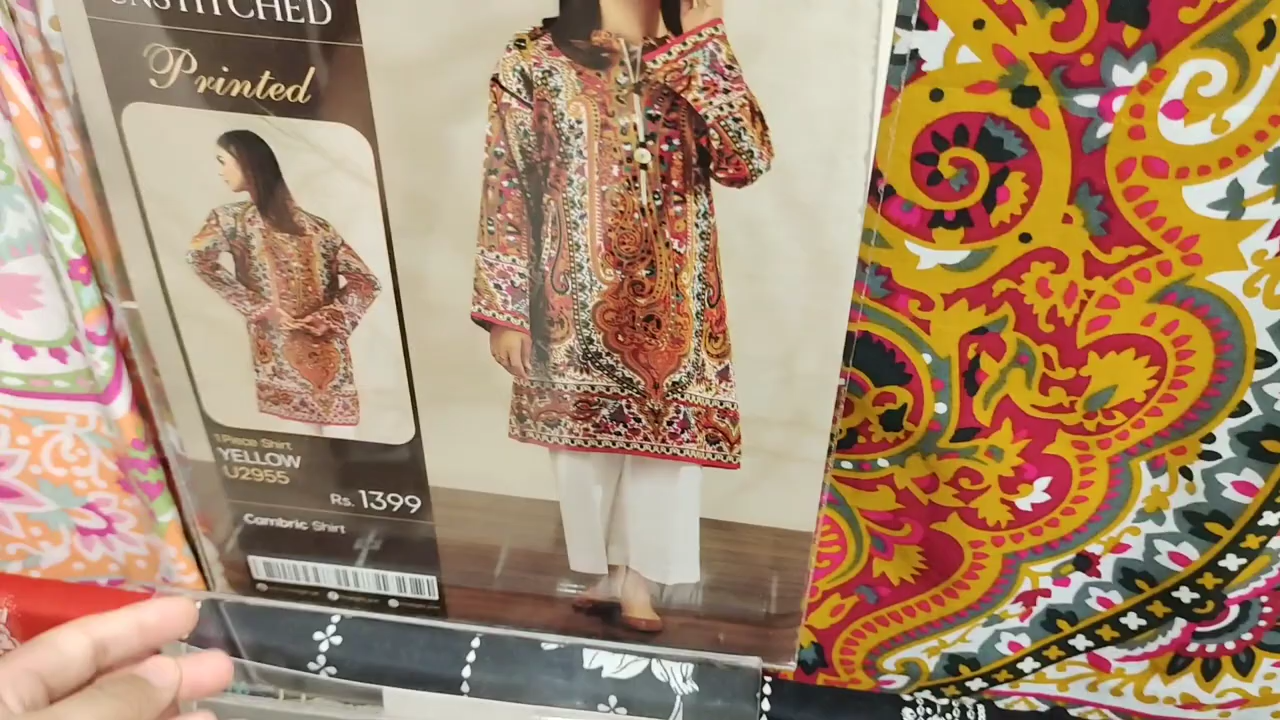 UNSTITCHED
Printed
1 Piece Shirt
YELLOW
U2955
Rs. 1399
Cambric Shirt